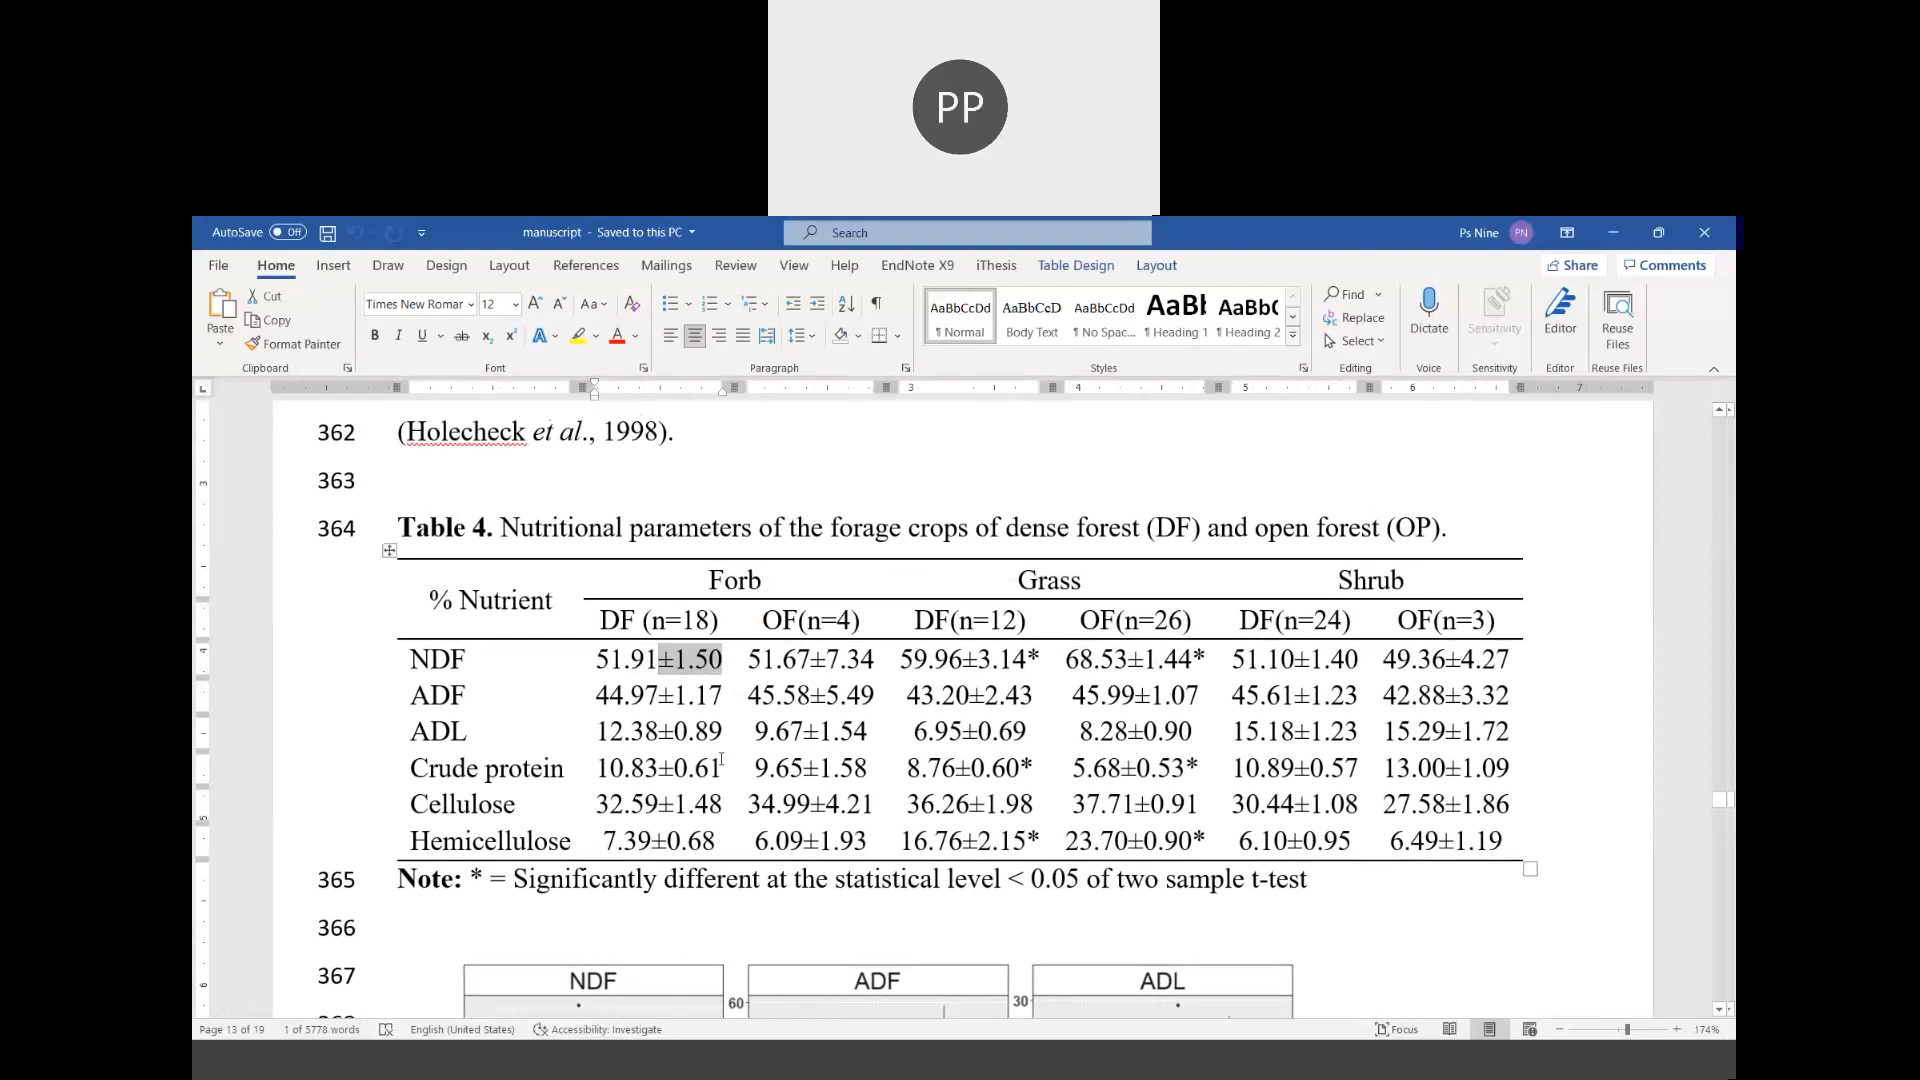 PP
AutoSave Off manuscript - Saved to this PC Search Ps Nine PN
File Home Insert Draw Design Layout References Mailings Review View Help EndNote X9 iThesis Table Design Layout Share Comments
Paste Cut Copy Format Painter
Times New Romar 12 Aa
B I U ab x₂ x² A A
AaBbCcDd AaBbCcD AaBbCcDd AaBb AaBbC
¶ Normal Body Text ¶ No Spac... ¶ Heading 1 ¶ Heading 2
Find Replace Select
Dictate Sensitivity Editor Reuse Files
Clipboard Font Paragraph Styles Editing Voice Sensitivity Editor Reuse Files
3 4 5 6 7
362 (Holecheck et al., 1998).
363
364 Table 4. Nutritional parameters of the forage crops of dense forest (DF) and open forest (OP).
% Nutrient Forb Grass Shrub
DF (n=18) OF(n=4) DF(n=12) OF(n=26) DF(n=24) OF(n=3)
NDF 51.91±1.50 51.67±7.34 59.96±3.14* 68.53±1.44* 51.10±1.40 49.36±4.27
ADF 44.97±1.17 45.58±5.49 43.20±2.43 45.99±1.07 45.61±1.23 42.88±3.32
ADL 12.38±0.89 9.67±1.54 6.95±0.69 8.28±0.90 15.18±1.23 15.29±1.72
Crude protein 10.83±0.61 9.65±1.58 8.76±0.60* 5.68±0.53* 10.89±0.57 13.00±1.09
Cellulose 32.59±1.48 34.99±4.21 36.26±1.98 37.71±0.91 30.44±1.08 27.58±1.86
Hemicellulose 7.39±0.68 6.09±1.93 16.76±2.15* 23.70±0.90* 6.10±0.95 6.49±1.19
365 Note: * = Significantly different at the statistical level < 0.05 of two sample t-test
366
367 NDF ADF ADL
60 30
Page 13 of 19 1 of 5778 words English (United States) Accessibility: Investigate Focus 174%